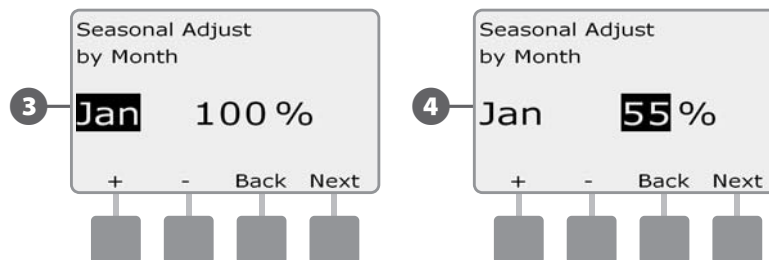 Seasonal Adjust
by Month
3
Jan 100 %
+ - Back Next
Seasonal Adjust
by Month
4
Jan 55 %
+ - Back Next